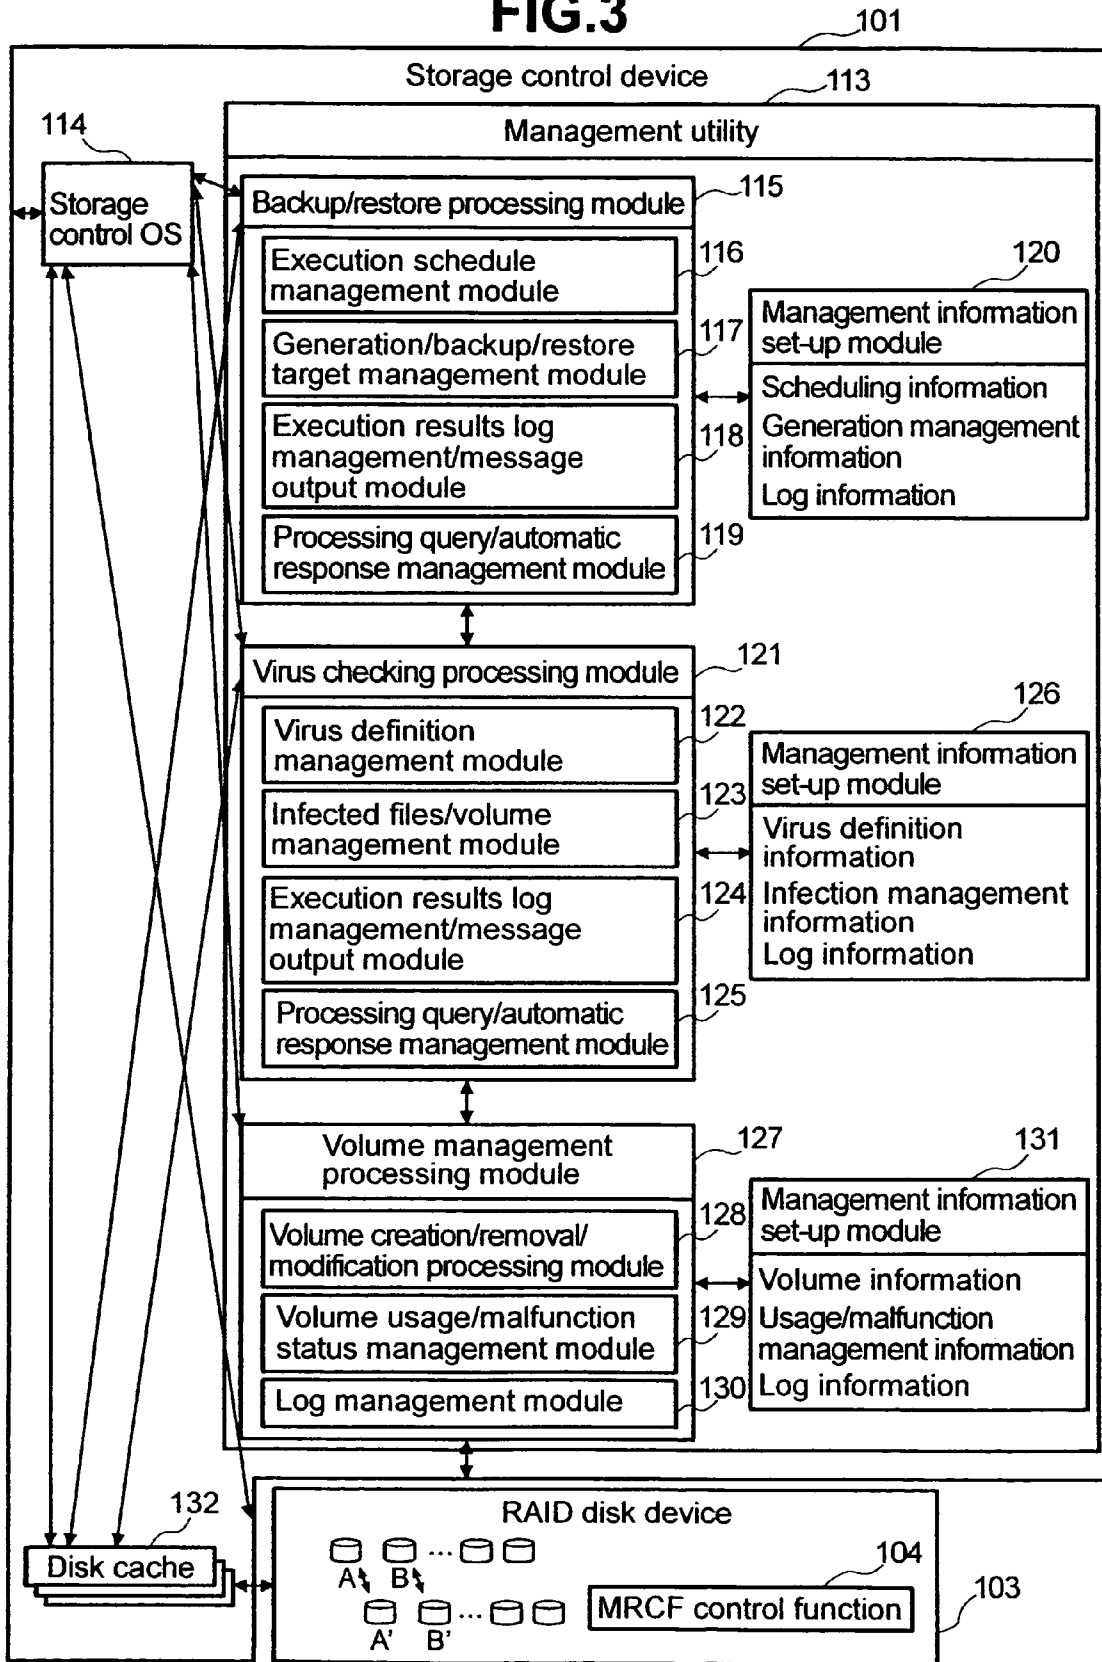 FIG.3
101
Storage control device
113
Management utility
114
Storage
control OS
Backup/restore processing module
115
Execution schedule
management module
116
Generation/backup/restore
target management module
117
Execution results log
management/message
output module
118
Processing query/automatic
response management module
119
120
Management information
set-up module
Scheduling information
Generation management
information
Log information
Virus checking processing module
121
Virus definition
management module
122
Infected files/volume
management module
123
Execution results log
management/message
output module
124
Processing query/automatic
response management module
125
126
Management information
set-up module
Virus definition
information
Infection management
information
Log information
Volume management
processing module
127
Volume creation/removal/
modification processing module
128
Volume usage/malfunction
status management module
129
Log management module
130
131
Management information
set-up module
Volume information
Usage/malfunction
management information
Log information
132
Disk cache
RAID disk device
...
A B
104
MRCF control function
103
...
A' B'